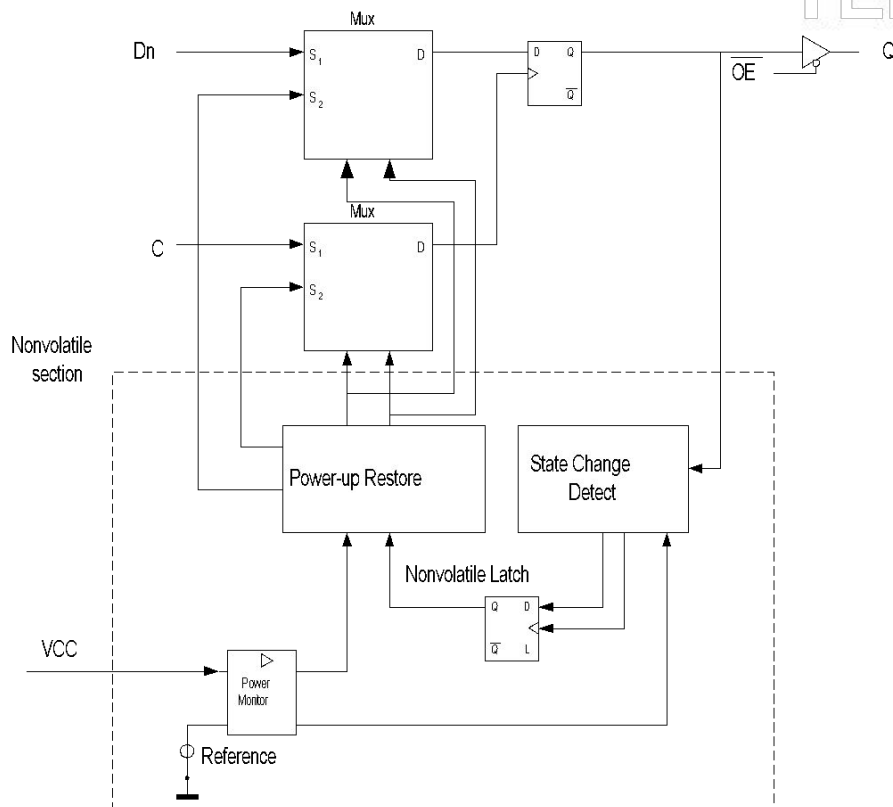 Mux
Dn
S1
D
S2
D Q
Q
OE
Q
Mux
C
S1
D
S2
Nonvolatile
section
Power-up Restore
State Change
Detect
Nonvolatile Latch
Q D
Q L
VCC
Power
Monitor
Reference